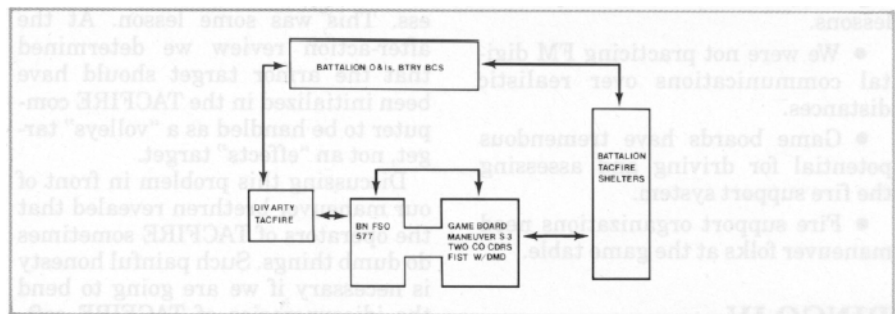 BATTALION O&Is, BTRY BCS
DIV ARTY
TACFIRE
BN FSO
577
GAME BOARD
MANEUVER S 3
TWO CO CDRS
FIST W/DMD
BATTALION
TACFIRE
SHELTERS
lessons.
• We were not practicing FM digi-
tal communications over realistic
distances.
• Game boards have tremendous
potential for driving assessing
the fire support system.
• Fire support organizations
maneuver folks at the game table.
ess, This was some lesson. At the
after-action review we determined
that the armor target should have
been initialized in the TACFIRE com-
puter to be handled as a "volleys" tar-
get, not an "effects" target.
Discussing this problem in front of
our maneuver brethren revealed that
the operators of TACFIRE sometimes
do dumb things. Such painful honesty
is necessary if we are going to bend